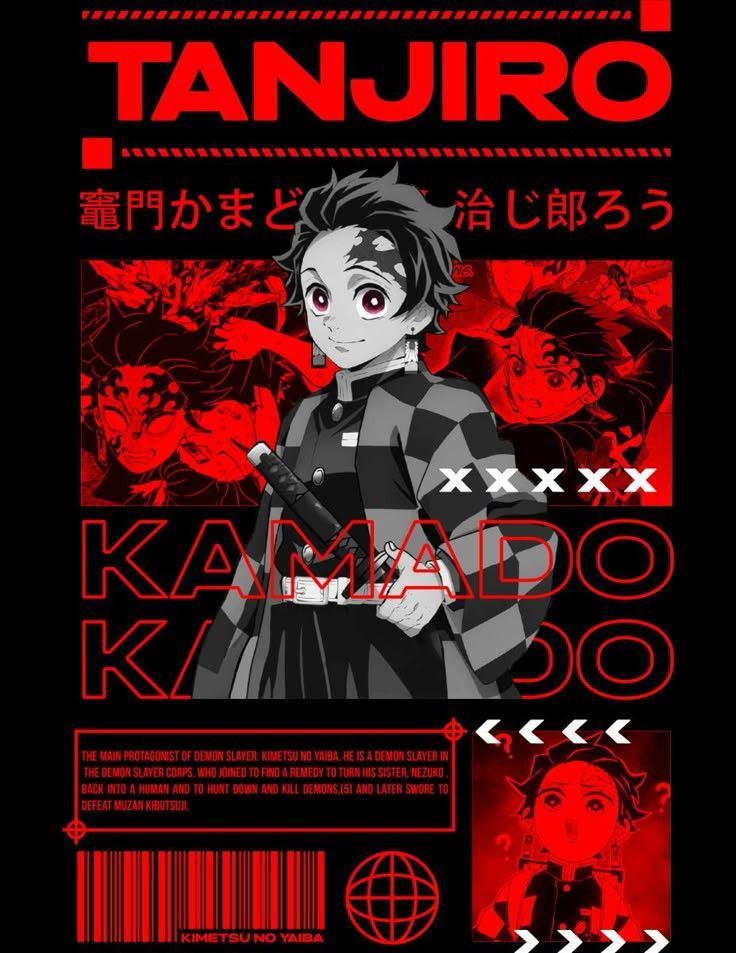 TANJIRO
竈門かまど 治じ郎ろう
NG.
XXXXX
KAMADO
KA DO
THE MAIN PROTAGONIST OF DEMON SLAYER: KIMETSU NO YAIBA. HE IS A DEMON SLAYER IN
THE DEMON SLAYER CORPS, WHO JOINED TO FIND A REMEDY TO TURN HIS SISTER, NEZUKO ,
BACK INTO A HUMAN AND TO HUNT DOWN AND KILL DEMONS,[5] AND LATER SWORE TO
DEFEAT MUZAN KIBUTSUJI.
? ? ?
KIMETSU NO YAIBA